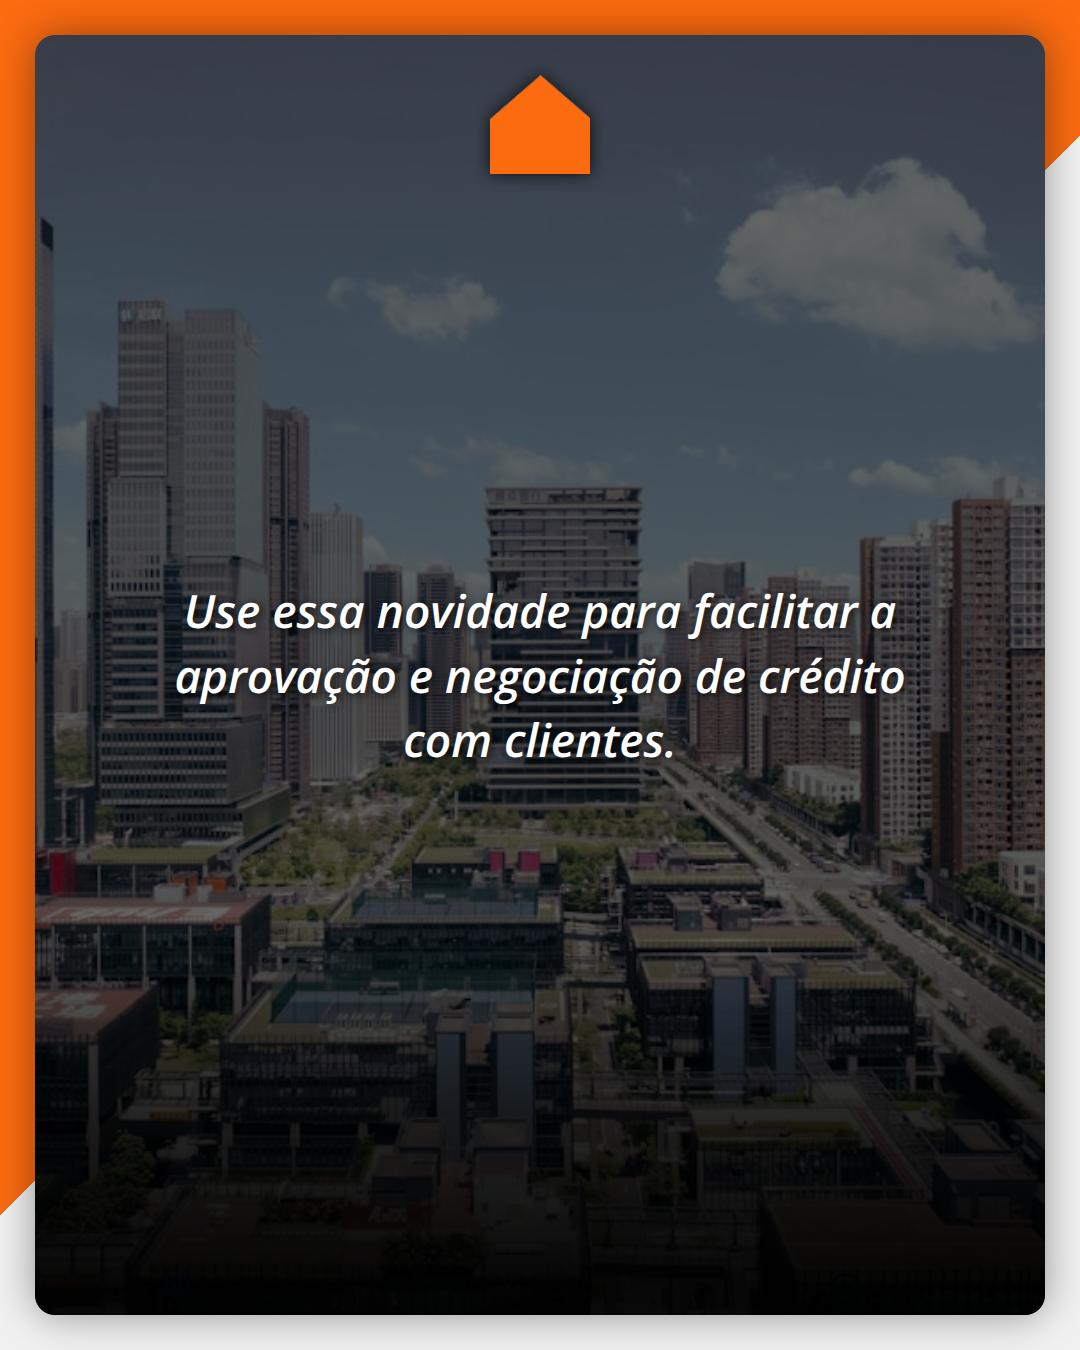 Use essa novidade para facilitar a
aprovação e negociação de crédito
com clientes.